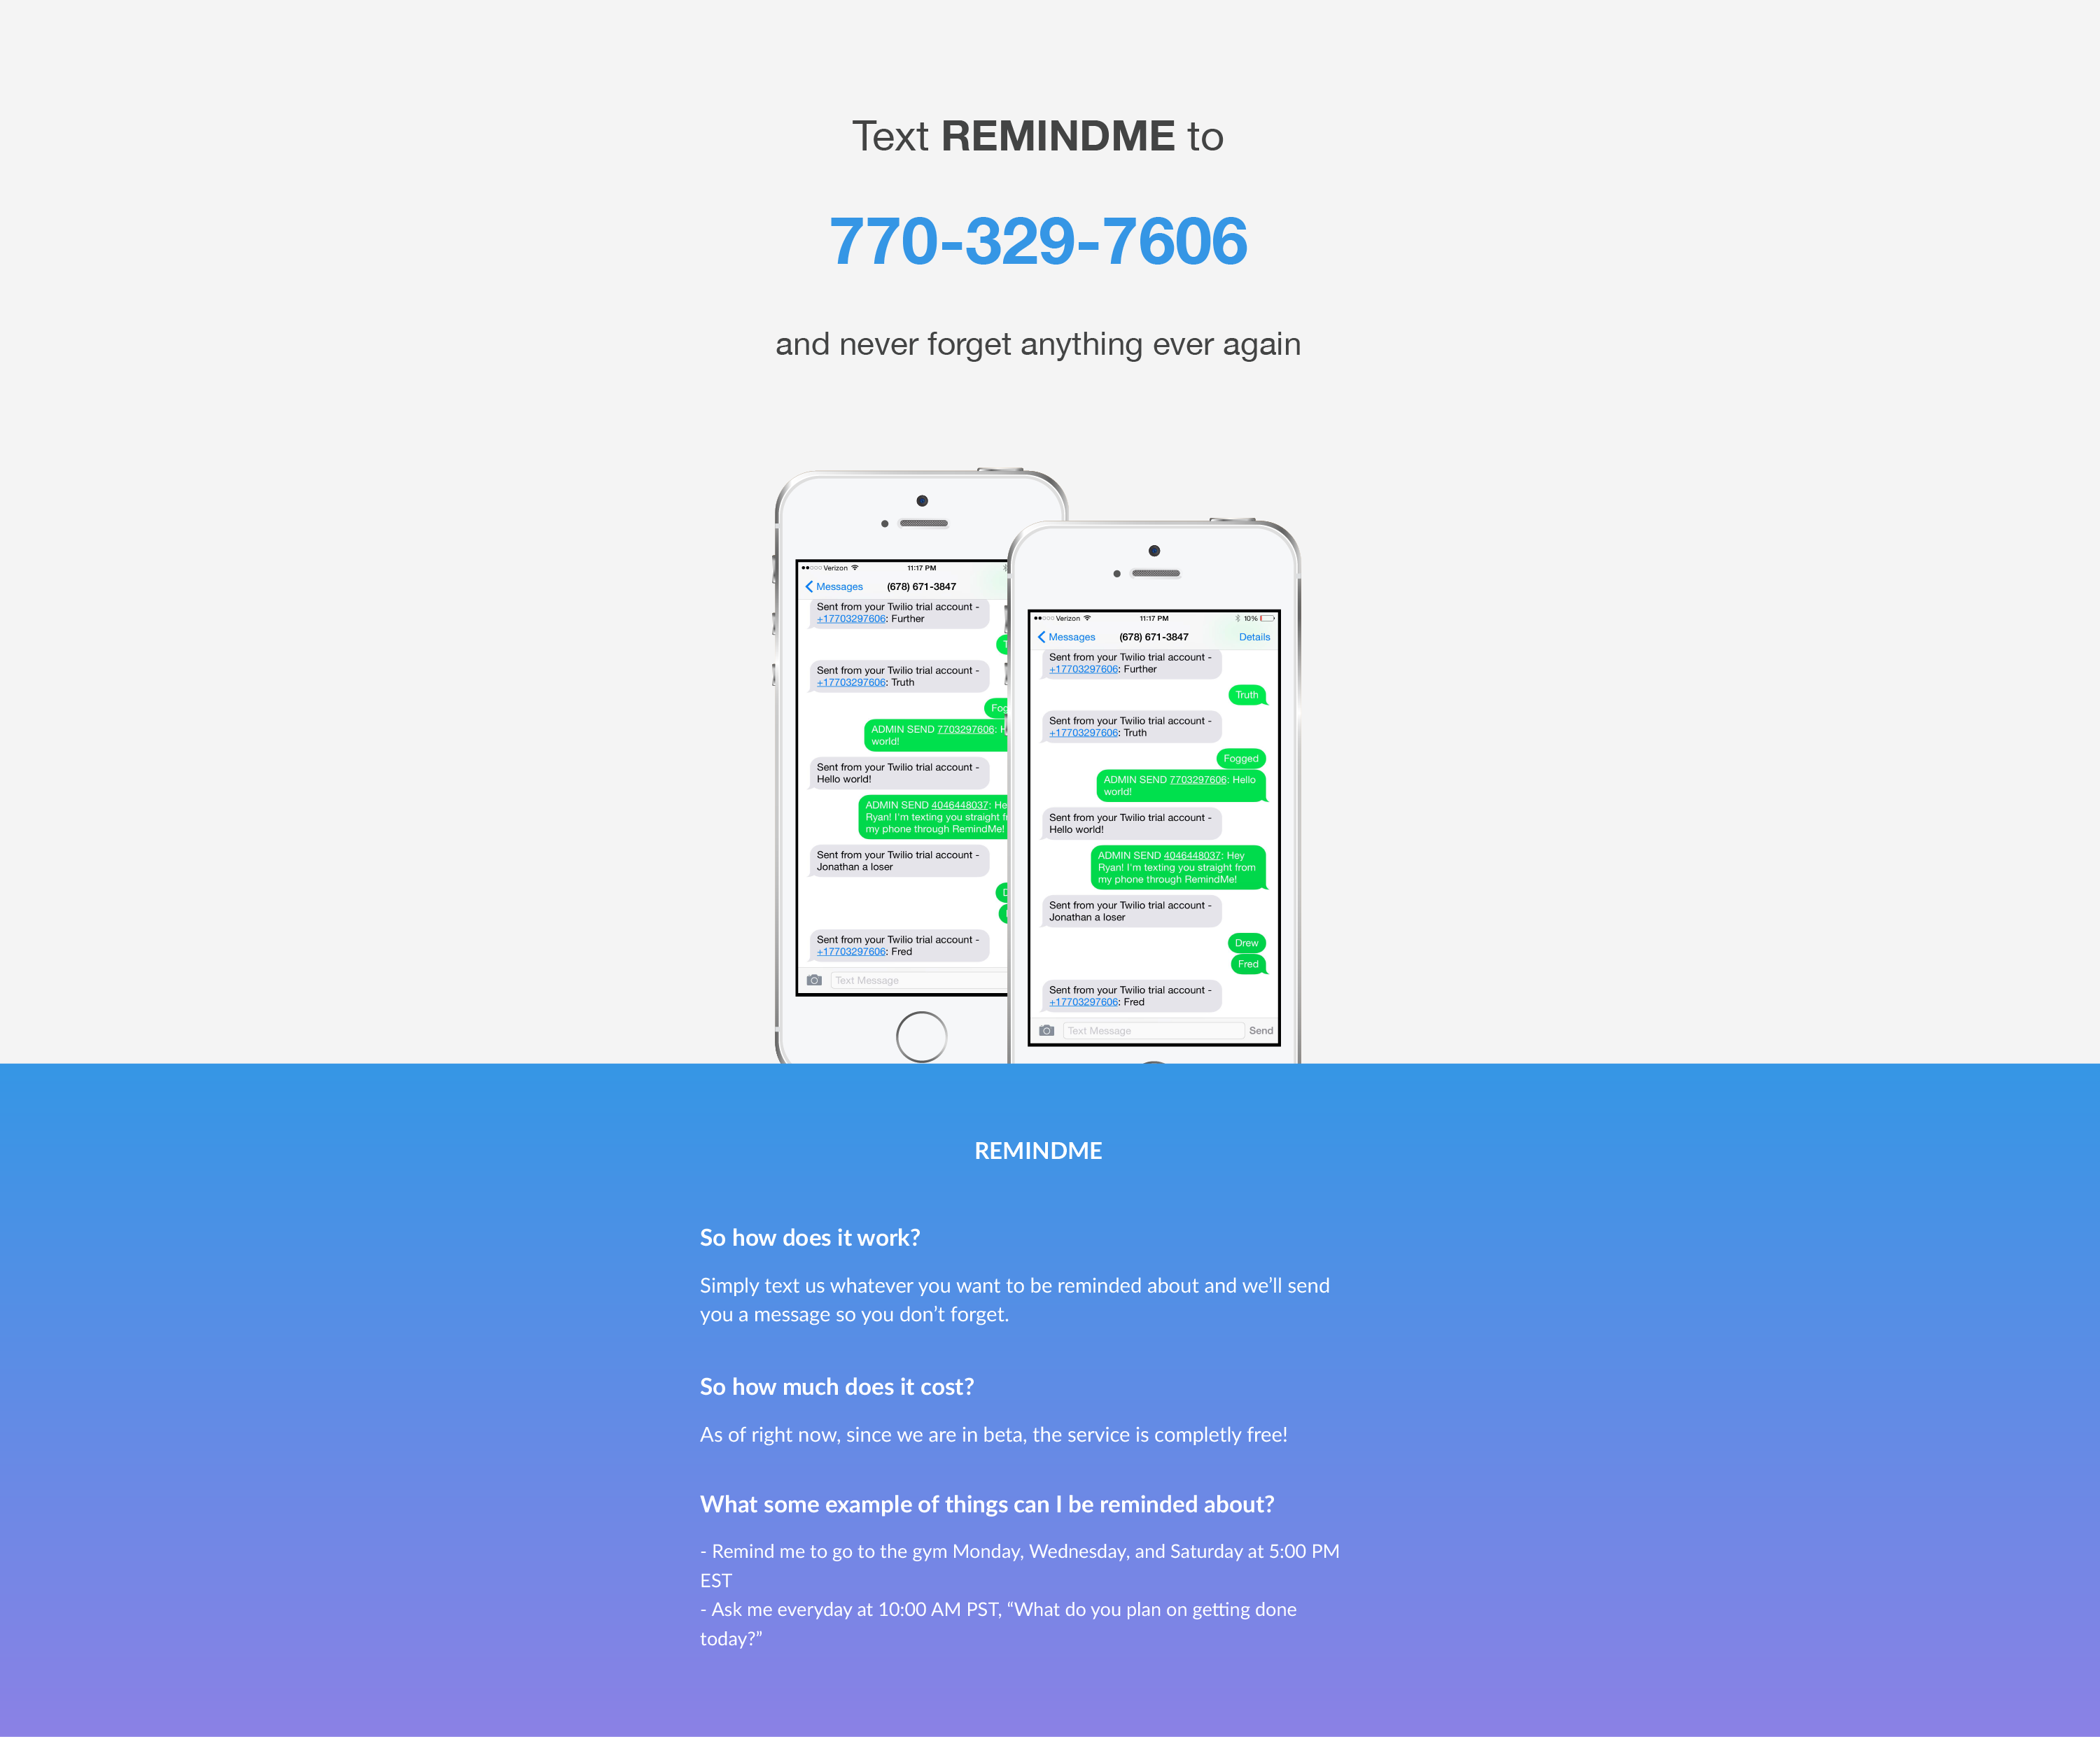 Text REMINDME to
770-329-7606
and never forget anything ever again
Verizon
11:17 PM
Messages
(678) 671-3847
Sent from your Twilio trial account -
+17703297606: Further
Sent from your Twilio trial account -
+17703297606: Truth
ADMIN SEND 7703297606:
world!
Sent from your Twilio trial account -
Hello world!
ADMIN SEND 4046448037:
Ryan! I'm texting you straight
my phone through RemindMe!
Sent from your Twilio trial account -
Jonathan a loser
Sent from your Twilio trial account -
+17703297606: Fred
Text Message
Verizon
11:17 PM
10%
Messages
(678) 671-3847
Details
Sent from your Twilio trial account -
+17703297606: Further
Truth
Sent from your Twilio trial account -
+17703297606: Truth
Fogged
ADMIN SEND 7703297606: Hello
world!
Sent from your Twilio trial account -
Hello world!
ADMIN SEND 4046448037: Hey
Ryan! I'm texting you straight from
my phone through RemindMe!
Sent from your Twilio trial account -
Jonathan a loser
Drew
Fred
Sent from your Twilio trial account -
+17703297606: Fred
Text Message
Send
REMINDME
So how does it work?
Simply text us whatever you want to be reminded about and we’ll send
you a message so you don’t forget.
So how much does it cost?
As of right now, since we are in beta, the service is completly free!
What some example of things can I be reminded about?
- Remind me to go to the gym Monday, Wednesday, and Saturday at 5:00 PM
EST
- Ask me everyday at 10:00 AM PST, “What do you plan on getting done
today?”